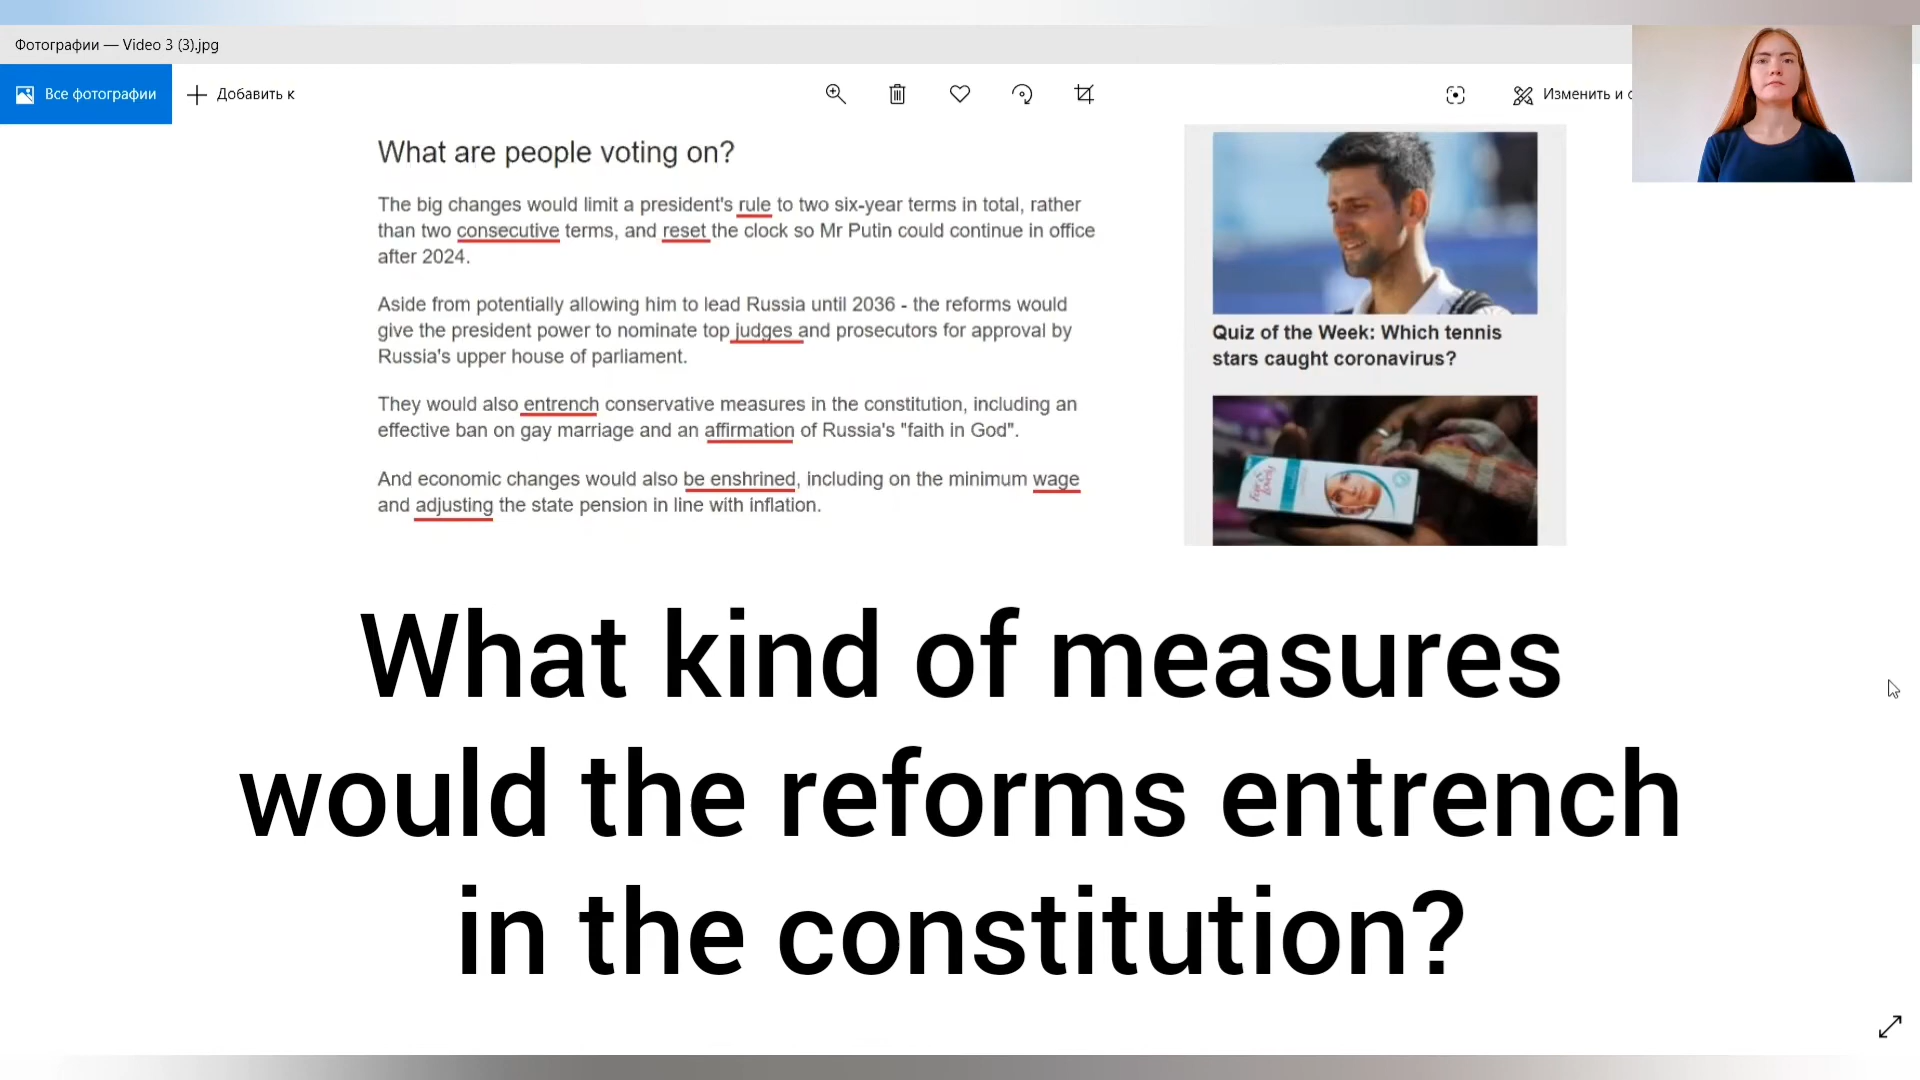 Фотографии — Video 3 (3).jpg
Все фотографии
Добавить к
Изменить и с
What are people voting on?
The big changes would limit a president's rule to two six-year terms in total, rather
than two consecutive terms, and reset the clock so Mr Putin could continue in office
after 2024.
Aside from potentially allowing him to lead Russia until 2036 - the reforms would
give the president power to nominate top judges and prosecutors for approval by
Russia's upper house of parliament.
They would also entrench conservative measures in the constitution, including an
effective ban on gay marriage and an affirmation of Russia's "faith in God".
And economic changes would also be enshrined, including on the minimum wage
and adjusting the state pension in line with inflation.
Quiz of the Week: Which tennis
stars caught coronavirus?
Fair & Lovely
What kind of measures
would the reforms entrench
in the constitution?